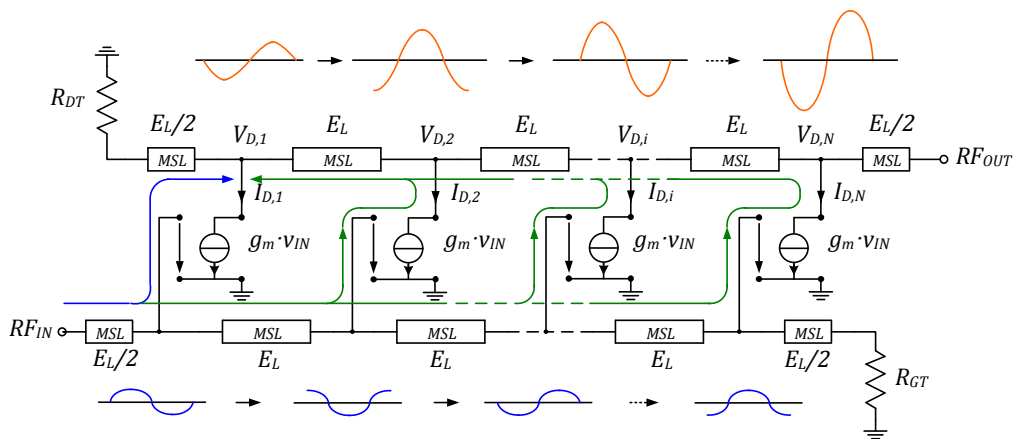 R_DT
E_L/2 V_D,1 E_L V_D,2 E_L V_D,i E_L V_D,N E_L/2
MSL MSL MSL MSL MSL RF_OUT
I_D,1 I_D,2 I_D,i I_D,N
g_m·v_IN g_m·v_IN g_m·v_IN g_m·v_IN
RF_IN MSL MSL MSL MSL MSL
E_L/2 E_L E_L E_L E_L/2
R_GT